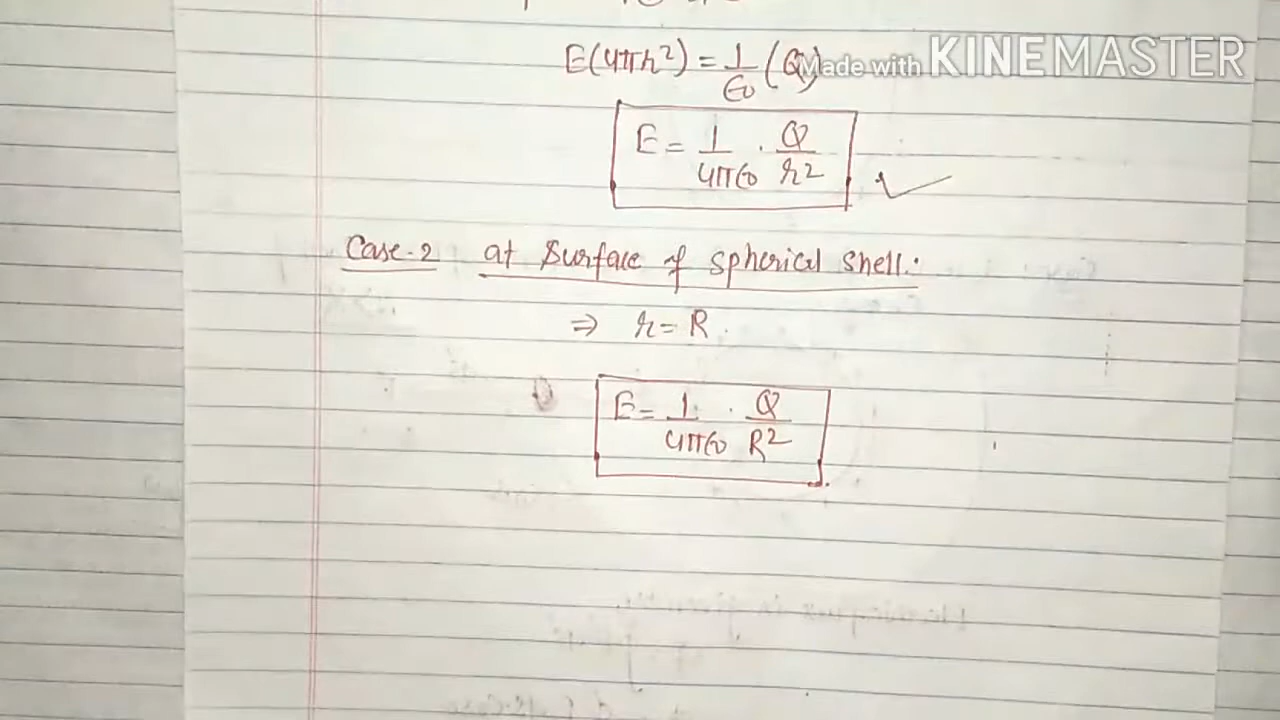 E(4πr²) = 1/ε₀ (Q)
Made with KINEMASTER
E = 1/4πε₀ · Q/r²
Case-2 at Surface of Spherical Shell:
⇒ r = R.
E = 1/4πε₀ · Q/R²